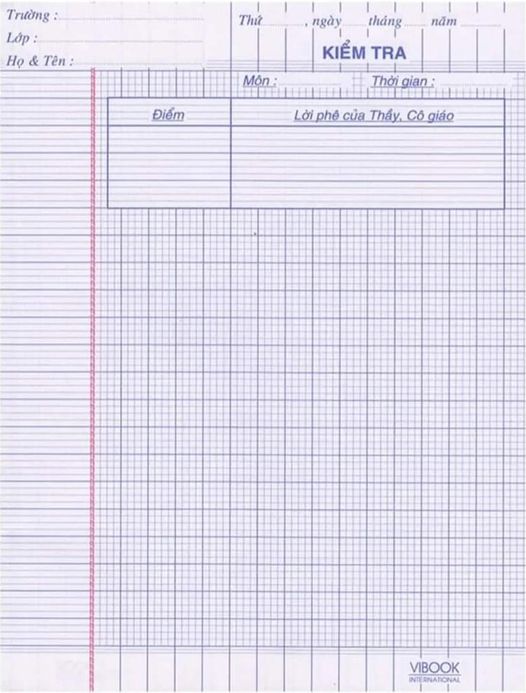 Trường :
Thứ , ngày tháng năm
Lớp :
KIỂM TRA
Họ & Tên :
Môn : Thời gian :
Điểm Lời phê của Thầy, Cô giáo
VIBOOK
INTERNATIONAL